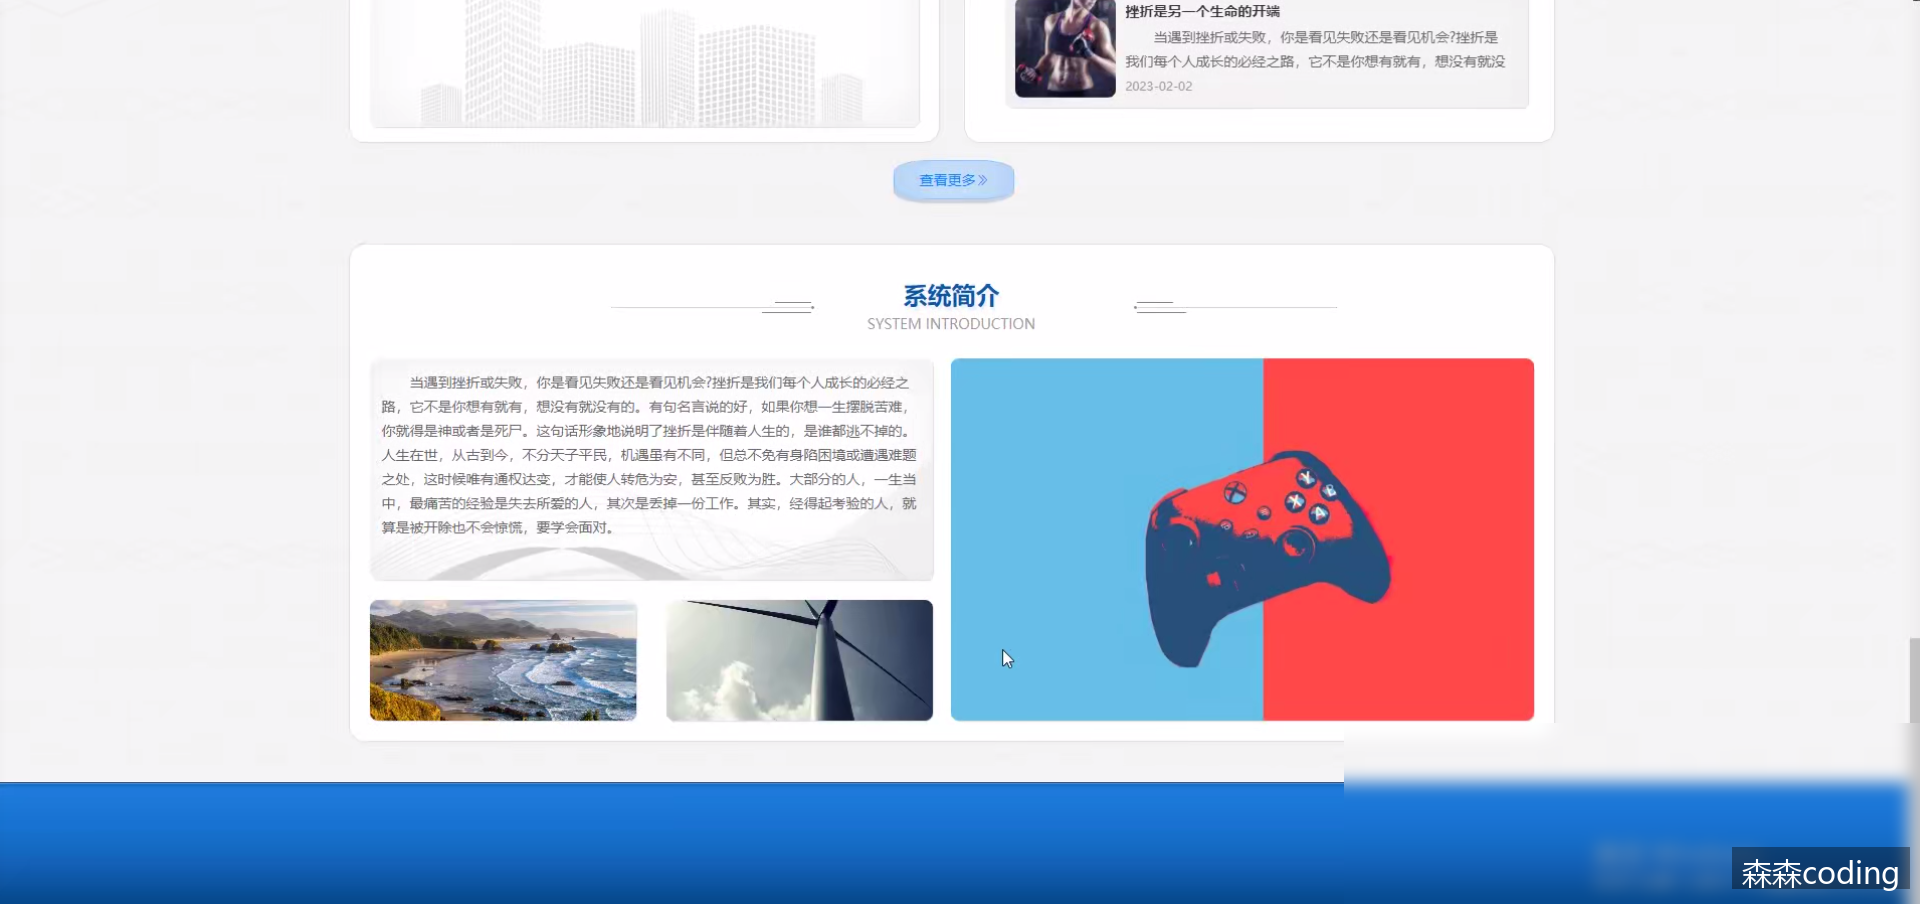 挫折是另一个生命的开端
当遇到挫折或失败，你是看见失败还是看见机会?挫折是
我们每个人成长的必经之路，它不是你想有就有，想没有就没
2023-02-02
查看更多》
系统简介
SYSTEM INTRODUCTION
当遇到挫折或失败，你是看见失败还是看见机会?挫折是我们每个人成长的必经之
路，它不是你想有就有，想没有就没有的。有句名言说的好，如果你想一生摆脱苦难，
你就得是神或者是死尸。这句话形象地说明了挫折是伴随着人生的，是谁都逃不掉的。
人生在世，从古到今，不分天子平民，机遇虽有不同，但总不免有身陷困境或遭遇难题
之处，这时候唯有通权达变，才能使人转危为安，甚至反败为胜。大部分的人，一生当
中，最痛苦的经验是失去所爱的人，其次是丢掉一份工作。其实，经得起考验的人，就
算是被开除也不会惊慌，要学会面对。
Y
B
X
A
森森coding